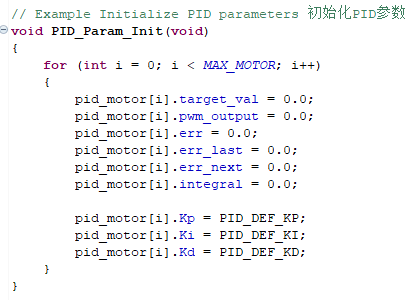 // Example Initialize PID parameters 初始化PID参数
void PID_Param_Init(void)
{
    for (int i = 0; i < MAX_MOTOR; i++)
    {
        pid_motor[i].target_val = 0.0;
        pid_motor[i].pwm_output = 0.0;
        pid_motor[i].err = 0.0;
        pid_motor[i].err_last = 0.0;
        pid_motor[i].err_next = 0.0;
        pid_motor[i].integral = 0.0;

        pid_motor[i].Kp = PID_DEF_KP;
        pid_motor[i].Ki = PID_DEF_KI;
        pid_motor[i].Kd = PID_DEF_KD;
    }
}